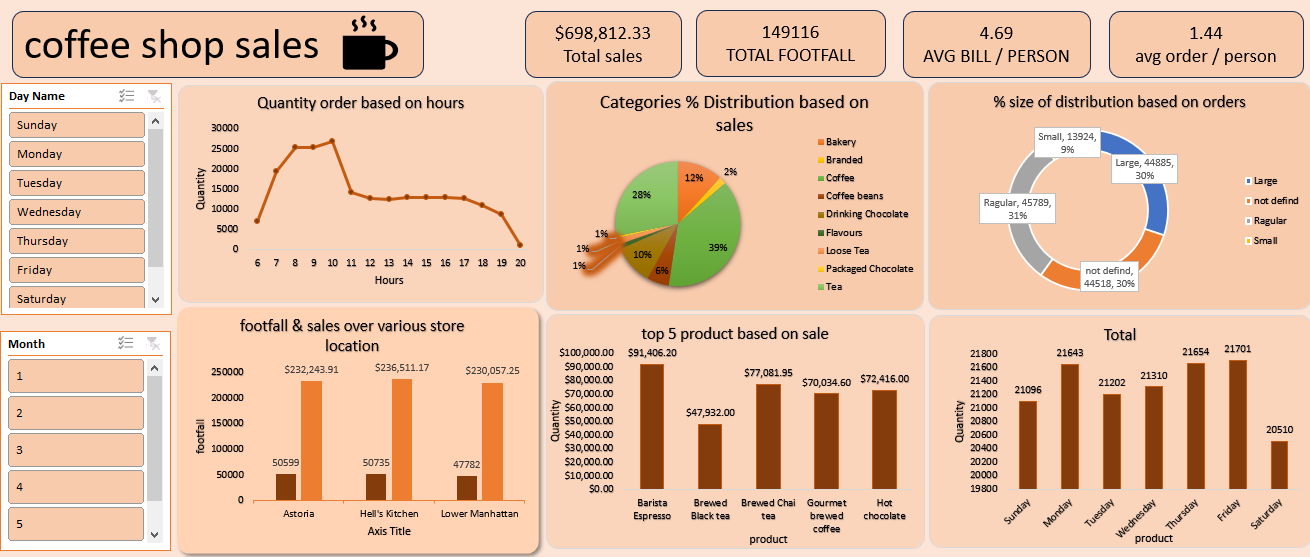 coffee shop sales
$698,812.33
Total sales
149116
TOTAL FOOTFALL
4.69
AVG BILL / PERSON
1.44
avg order / person
Day Name
Sunday
Monday
Tuesday
Wednesday
Thursday
Friday
Saturday
Month
1
2
3
4
5
Quantity order based on hours
Quantity
30000
25000
20000
15000
10000
5000
0
6 7 8 9 10 11 12 13 14 15 16 17 18 19 20
Hours
Categories % Distribution based on
sales
12%
2%
39%
6%
10%
1%
1%
1%
28%
Bakery
Branded
Coffee
Coffee beans
Drinking Chocolate
Flavours
Loose Tea
Packaged Chocolate
Tea
% size of distribution based on orders
Small, 13924,
9%
Large, 44885,
30%
Ragular, 45789,
31%
not defind,
44518, 30%
Large
not defind
Ragular
Small
footfall & sales over various store
location
footfall
250000
200000
150000
100000
50000
0
$232,243.91
$236,511.17
$230,057.25
50599
50735
47782
Astoria
Hell's Kitchen
Lower Manhattan
Axis Title
top 5 product based on sale
Quantity
$100,000.00
$90,000.00
$80,000.00
$70,000.00
$60,000.00
$50,000.00
$40,000.00
$30,000.00
$20,000.00
$10,000.00
$0.00
$91,406.20
$47,932.00
$77,081.95
$70,034.60
$72,416.00
Barista
Espresso
Brewed
Black tea
Brewed Chai
tea
Gourmet
brewed
coffee
Hot
chocolate
product
Total
Quantity
21800
21600
21400
21200
21000
20800
20600
20400
20200
20000
19800
21096
21643
21202
21310
21654
21701
20510
Sunday
Monday
Tuesday
Wednesday
Thursday
Friday
Saturday
product